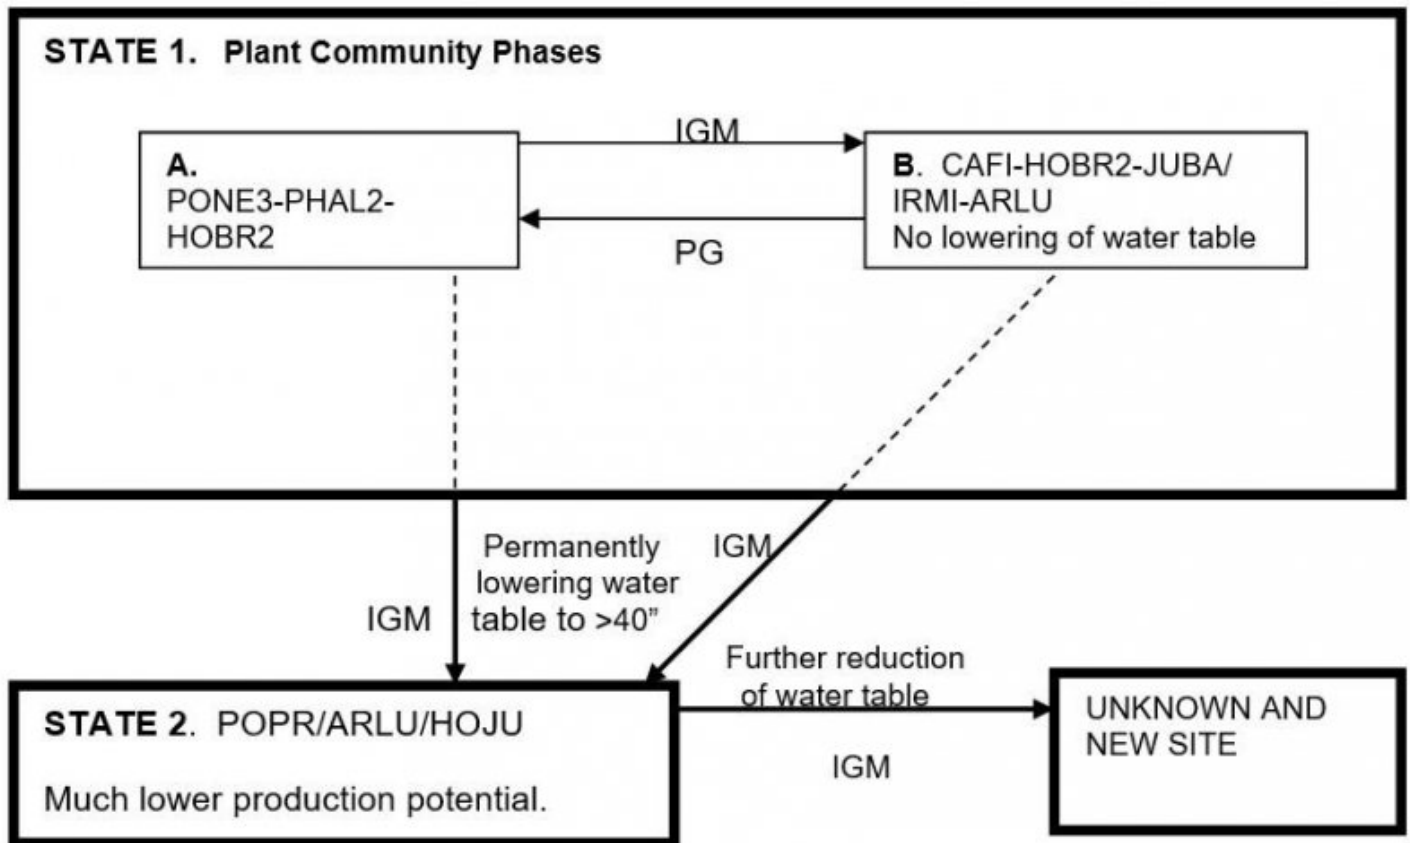 STATE 1. Plant Community Phases
IGM
A.
PONE3-PHAL2-
HOBR2
B. CAFI-HOBR2-JUBA/
IRMI-ARLU
No lowering of water table
PG
Permanently
lowering water
table to >40”
IGM
IGM
Further reduction
of water table
IGM
STATE 2. POPR/ARLU/HOJU
Much lower production potential.
UNKNOWN AND
NEW SITE